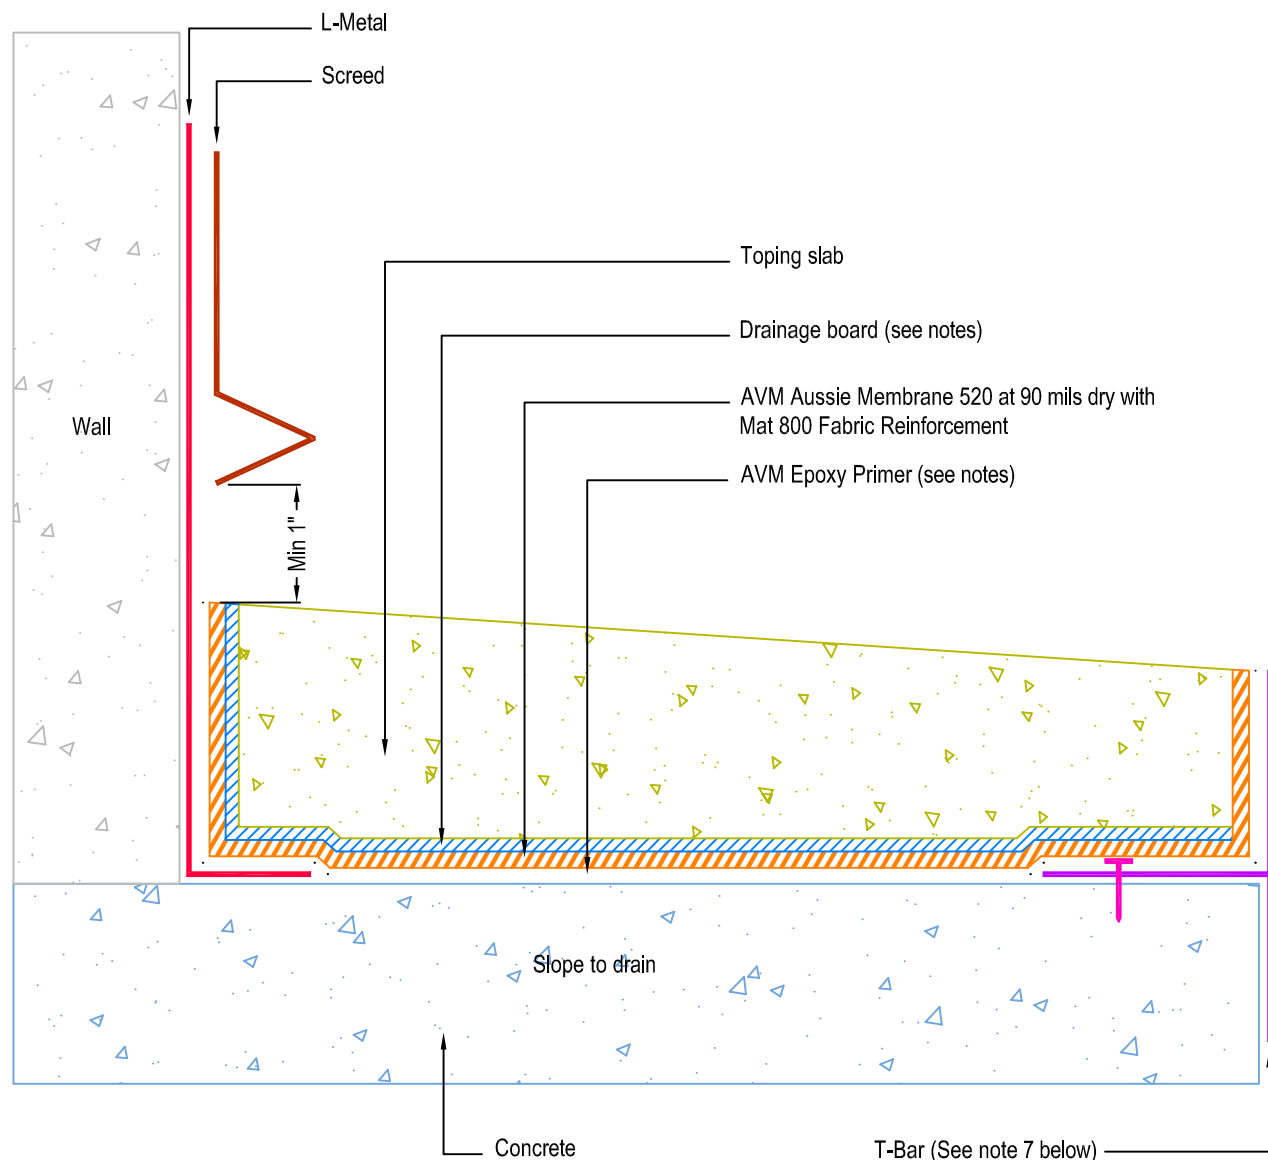 L-Metal
Screed
Toping slab
Drainage board (see notes)
AVM Aussie Membrane 520 at 90 mils dry with
Mat 800 Fabric Reinforcement
Wall
AVM Epoxy Primer (see notes)
Min 1"
Slope to drain
Concrete
T-Bar (See note 7 below)